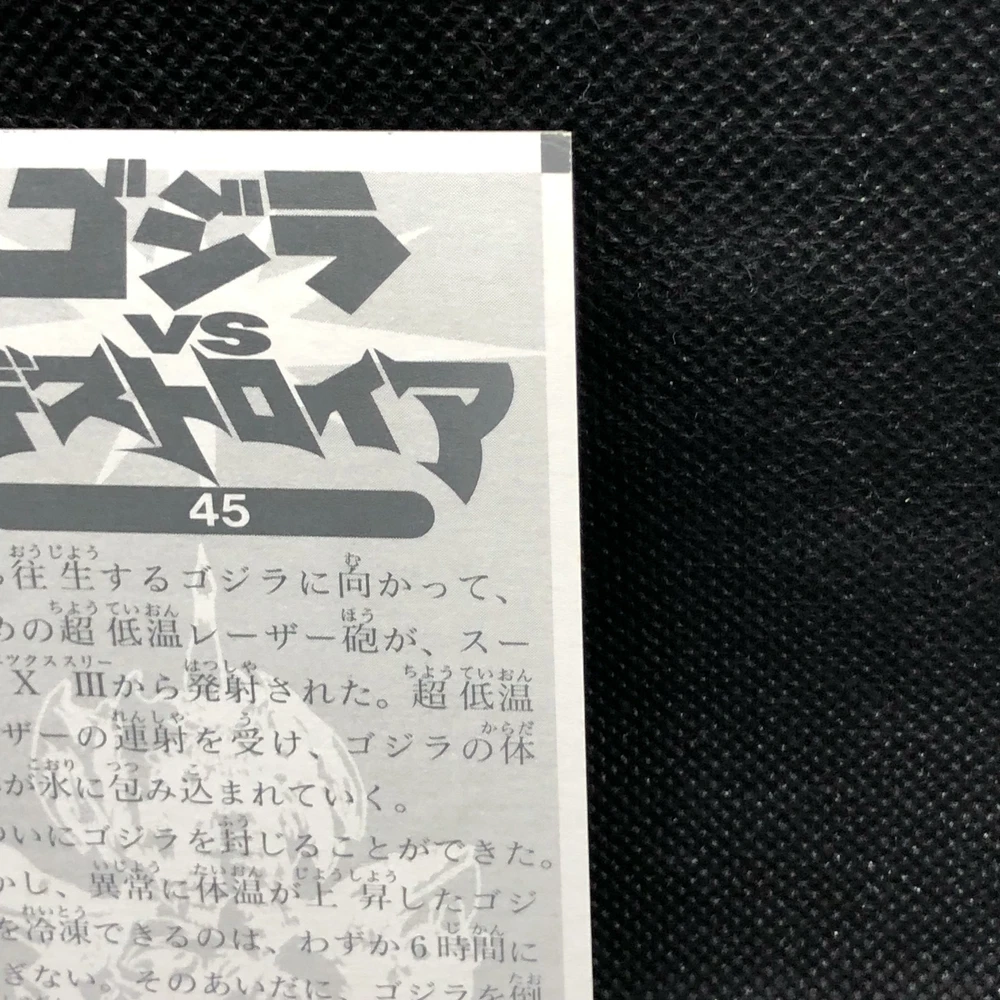 ゴジラ
VS
デストロイア
45
往生するゴジラに向かって、
めの超低温レーザー砲が、スー
X IIIから発射された。超低温
ザーの連射を受け、ゴジラの体
が氷に包み込まれていく。
ついにゴジラを封じることができた。
かし、異常に体温が上昇したゴジ
を冷凍できるのは、わずか6時間に
ぎない。そのあいだに、ゴジラを倒